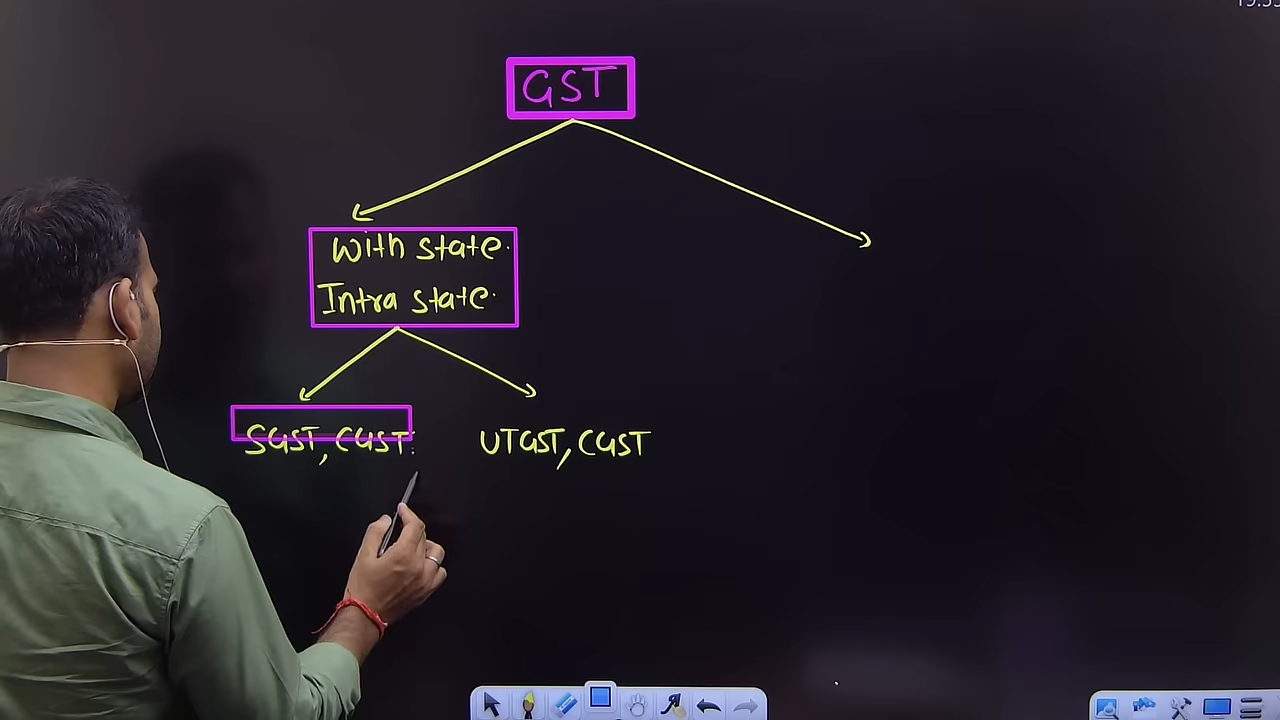 GST
With state.
Intra state.
SGST, CGST.
UTGST, CGST